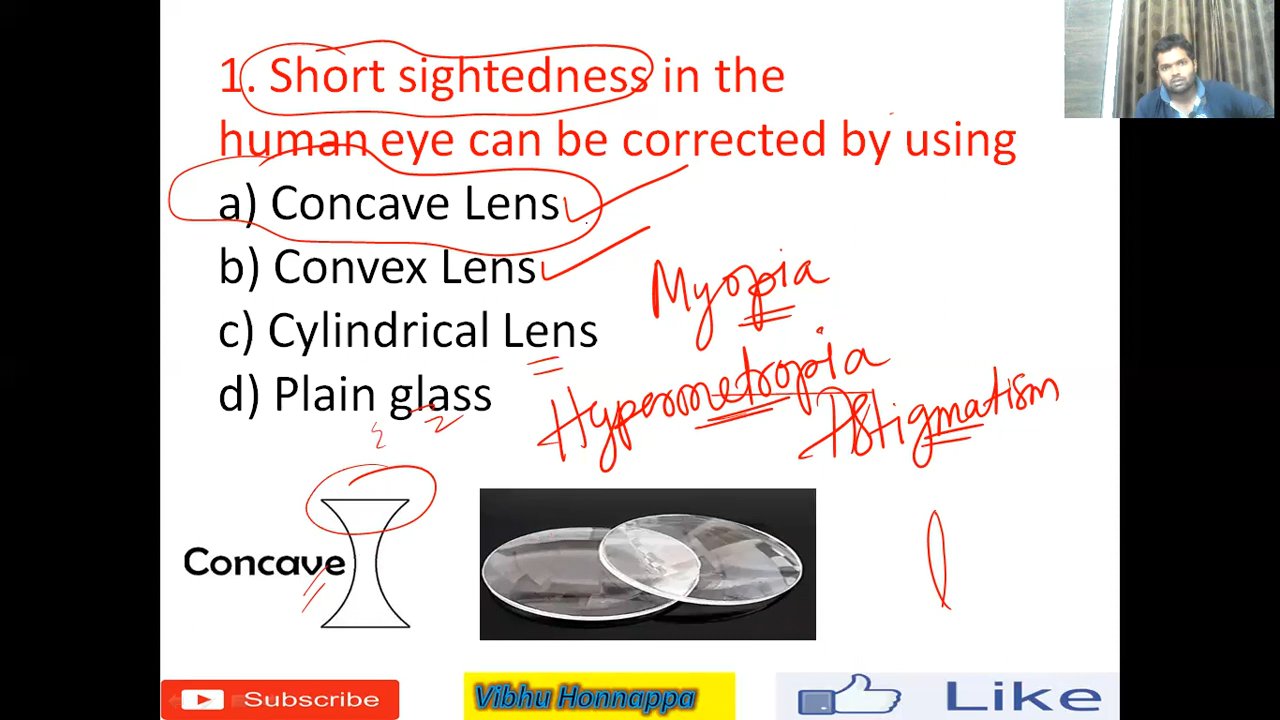 1. Short sightedness in the
human eye can be corrected by using
a) Concave Lens
b) Convex Lens
c) Cylindrical Lens
d) Plain glass
Myopia
Hypermetropia
Astigmatism
Concave
Subscribe
Vibhu Honnappa
Like